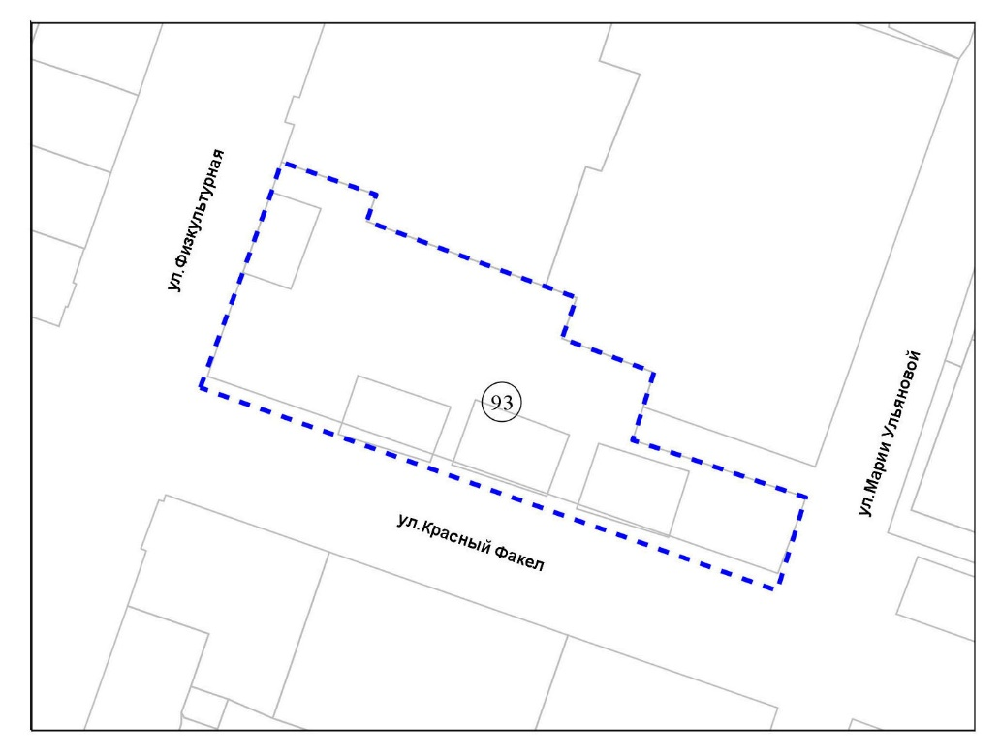 ул.Физкультурная
93
ул.Марии Ульяновой
ул.Красный Факел